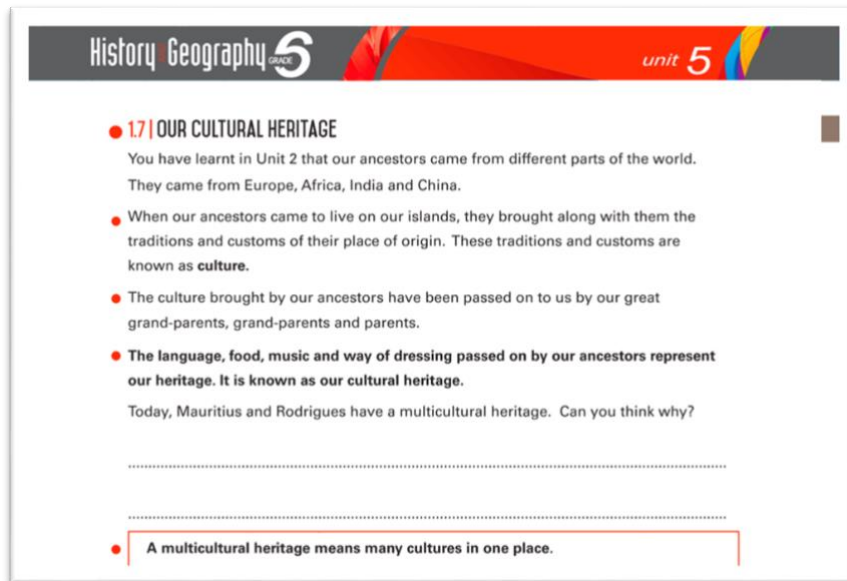 History and Geography GRADE 6
unit 5
1.7 | OUR CULTURAL HERITAGE
You have learnt in Unit 2 that our ancestors came from different parts of the world.
They came from Europe, Africa, India and China.
When our ancestors came to live on our islands, they brought along with them the
traditions and customs of their place of origin. These traditions and customs are
known as culture.
The culture brought by our ancestors have been passed on to us by our great
grand-parents, grand-parents and parents.
The language, food, music and way of dressing passed on by our ancestors represent
our heritage. It is known as our cultural heritage.
Today, Mauritius and Rodrigues have a multicultural heritage. Can you think why?
A multicultural heritage means many cultures in one place.